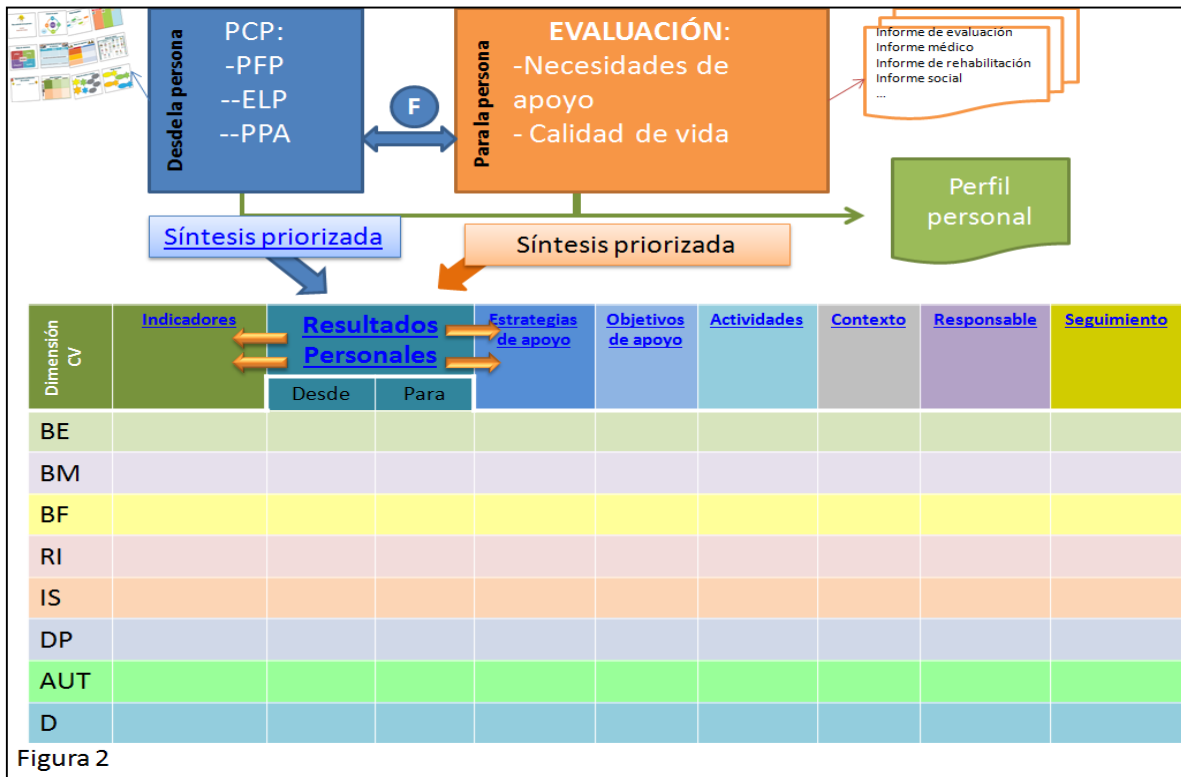 Desde la persona
PCP:
-PFP
--ELP
--PPA
F
Para la persona
EVALUACIÓN:
-Necesidades de
apoyo
- Calidad de vida
Informe de evaluación
Informe médico
Informe de rehabilitación
Informe social
...
Perfil
personal
Síntesis priorizada
Síntesis priorizada
Dimensión
CV
Indicadores
Resultados
Personales
Desde
Para
Estrategias
de apoyo
Objetivos
de apoyo
Actividades
Contexto
Responsable
Seguimiento
BE
BM
BF
RI
IS
DP
AUT
D
Figura 2